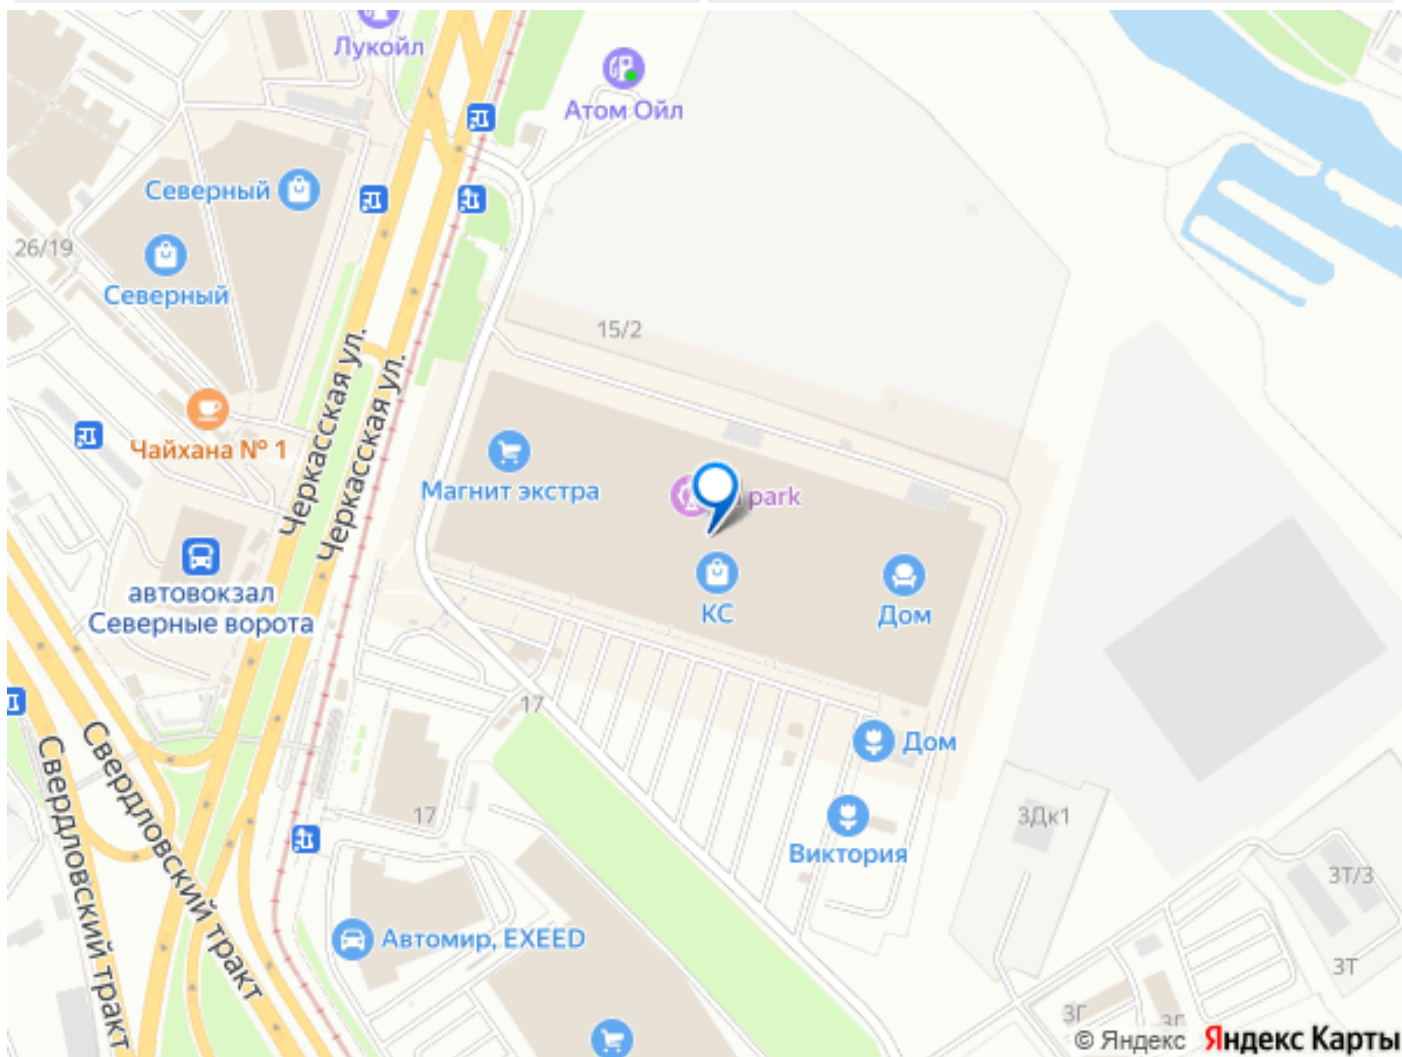 Лукойл
Атом Ойл
Северный
26/19
Северный
15/2
Черкасская ул.
Черкасская ул.
Чайхана № 1
Магнит экстра
park
автовокзал
Северные ворота
КС
Дом
17
Дом
Свердловский тракт
Свердловский тракт
17
Виктория
3Дк1
3Т/3
Автомир, EXEED
3Т
3Г
© Яндекс Яндекс Карты